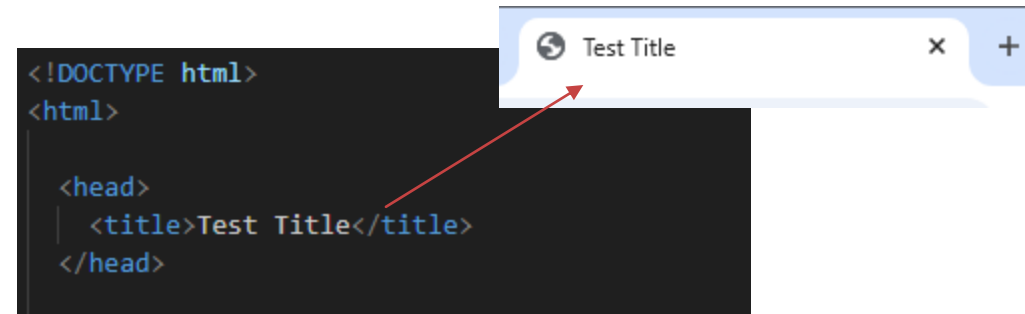 Test Title
<!DOCTYPE html>
<html>
<head>
<title>Test Title</title>
</head>